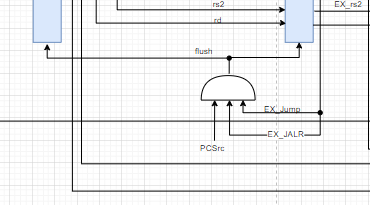 rs2
EX_rs2
rd
flush
EX_Jump
EX_JALR
PCSrc